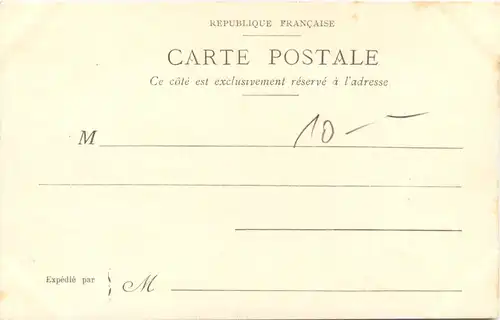 REPUBLIQUE FRANÇAISE
CARTE POSTALE
Ce côté est exclusivement réservé à l'adresse
10 —
M
Expédié par M